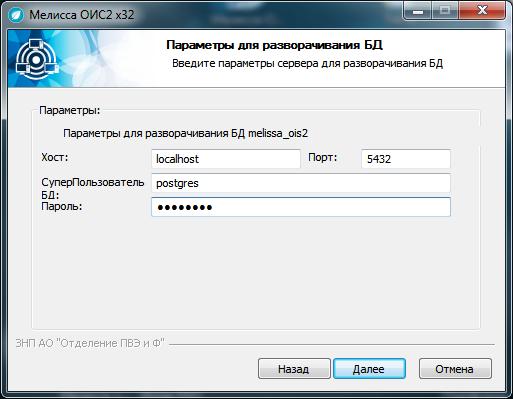 Мелисса ОИС2 x32
Параметры для разворачивания БД
Введите параметры сервера для разворачивания БД
Параметры:
Параметры для разворачивания БД melissa_ois2
Хост: localhost Порт: 5432
СуперПользователь БД: postgres
Пароль: ●●●●●●●●
ЗНП АО "Отделение ПВЭ и Ф"
Назад Далее Отмена